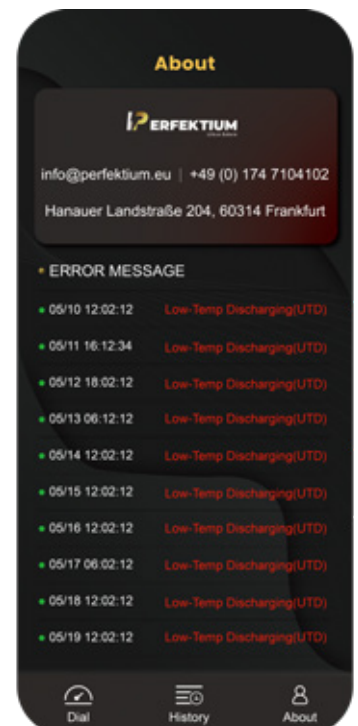 About
PERFEKTIUM
info@perfektium.eu | +49 (0) 174 7104102
Hanauer Landstraße 204, 60314 Frankfurt
ERROR MESSAGE
05/10 12:02:12 Low-Temp Discharging(UTD)
05/11 16:12:34 Low-Temp Discharging(UTD)
05/12 18:02:12 Low-Temp Discharging(UTD)
05/13 06:12:12 Low-Temp Discharging(UTD)
05/14 12:02:12 Low-Temp Discharging(UTD)
05/15 12:02:12 Low-Temp Discharging(UTD)
05/16 12:02:12 Low-Temp Discharging(UTD)
05/17 06:02:12 Low-Temp Discharging(UTD)
05/18 12:02:12 Low-Temp Discharging(UTD)
05/19 12:02:12 Low-Temp Discharging(UTD)
Dial History About